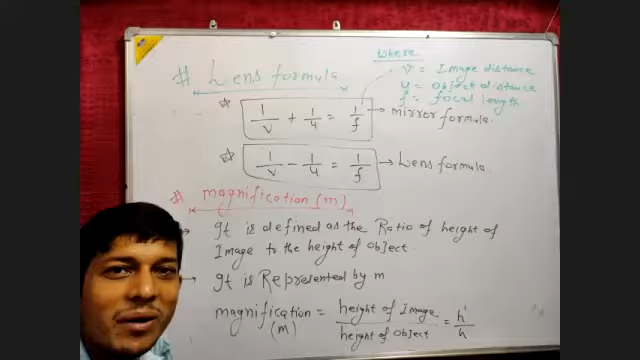 where
# Lens formula
v = Image distance
u = Object distance
f = focal length
1/v + 1/u = 1/f → mirror formula.
1/v - 1/u = 1/f → Lens formula.
# magnification (m)
→ It is defined as the Ratio of height of
Image to the height of Object.
→ It is Represented by m
magnification (m) = height of Image / height of Object = h'/h